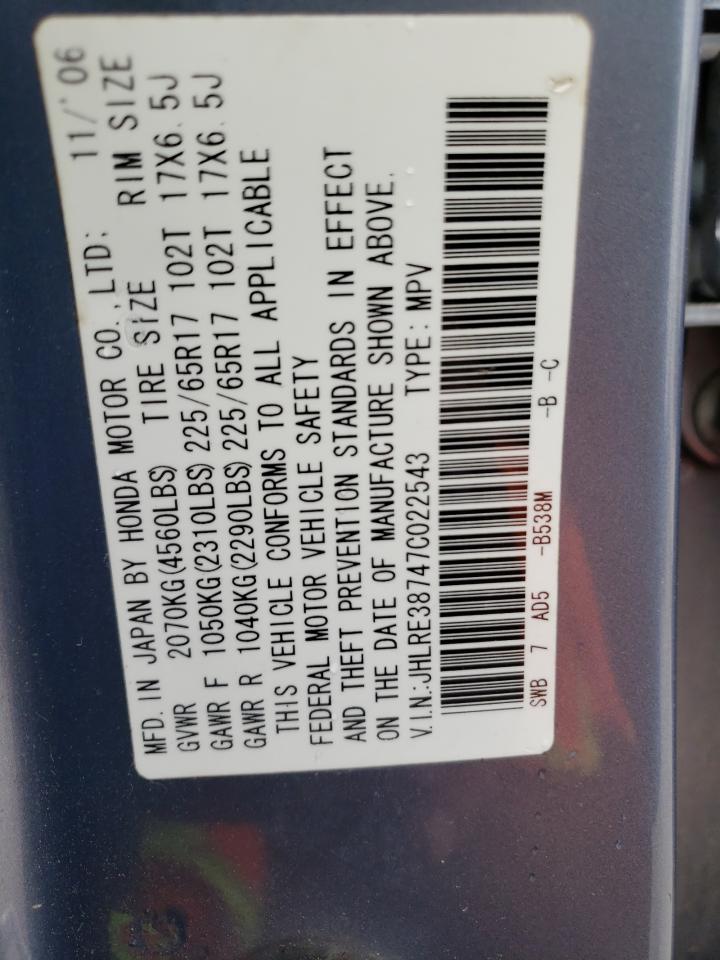 MFD. IN JAPAN BY HONDA MOTOR CO., LTD: 11/'06
GVWR 2070KG(4560LBS) TIRE SIZE RIM SIZE
GAWR F 1050KG(2310LBS) 225/65R17 102T 17X6.5J
GAWR R 1040KG(2290LBS) 225/65R17 102T 17X6.5J
THIS VEHICLE CONFORMS TO ALL APPLICABLE
FEDERAL MOTOR VEHICLE SAFETY
AND THEFT PREVENTION STANDARDS IN EFFECT
ON THE DATE OF MANUFACTURE SHOWN ABOVE.
V.I.N.:JHLRE38747C022543 TYPE: MPV
SWB 7 AD5 -B538M -B -C